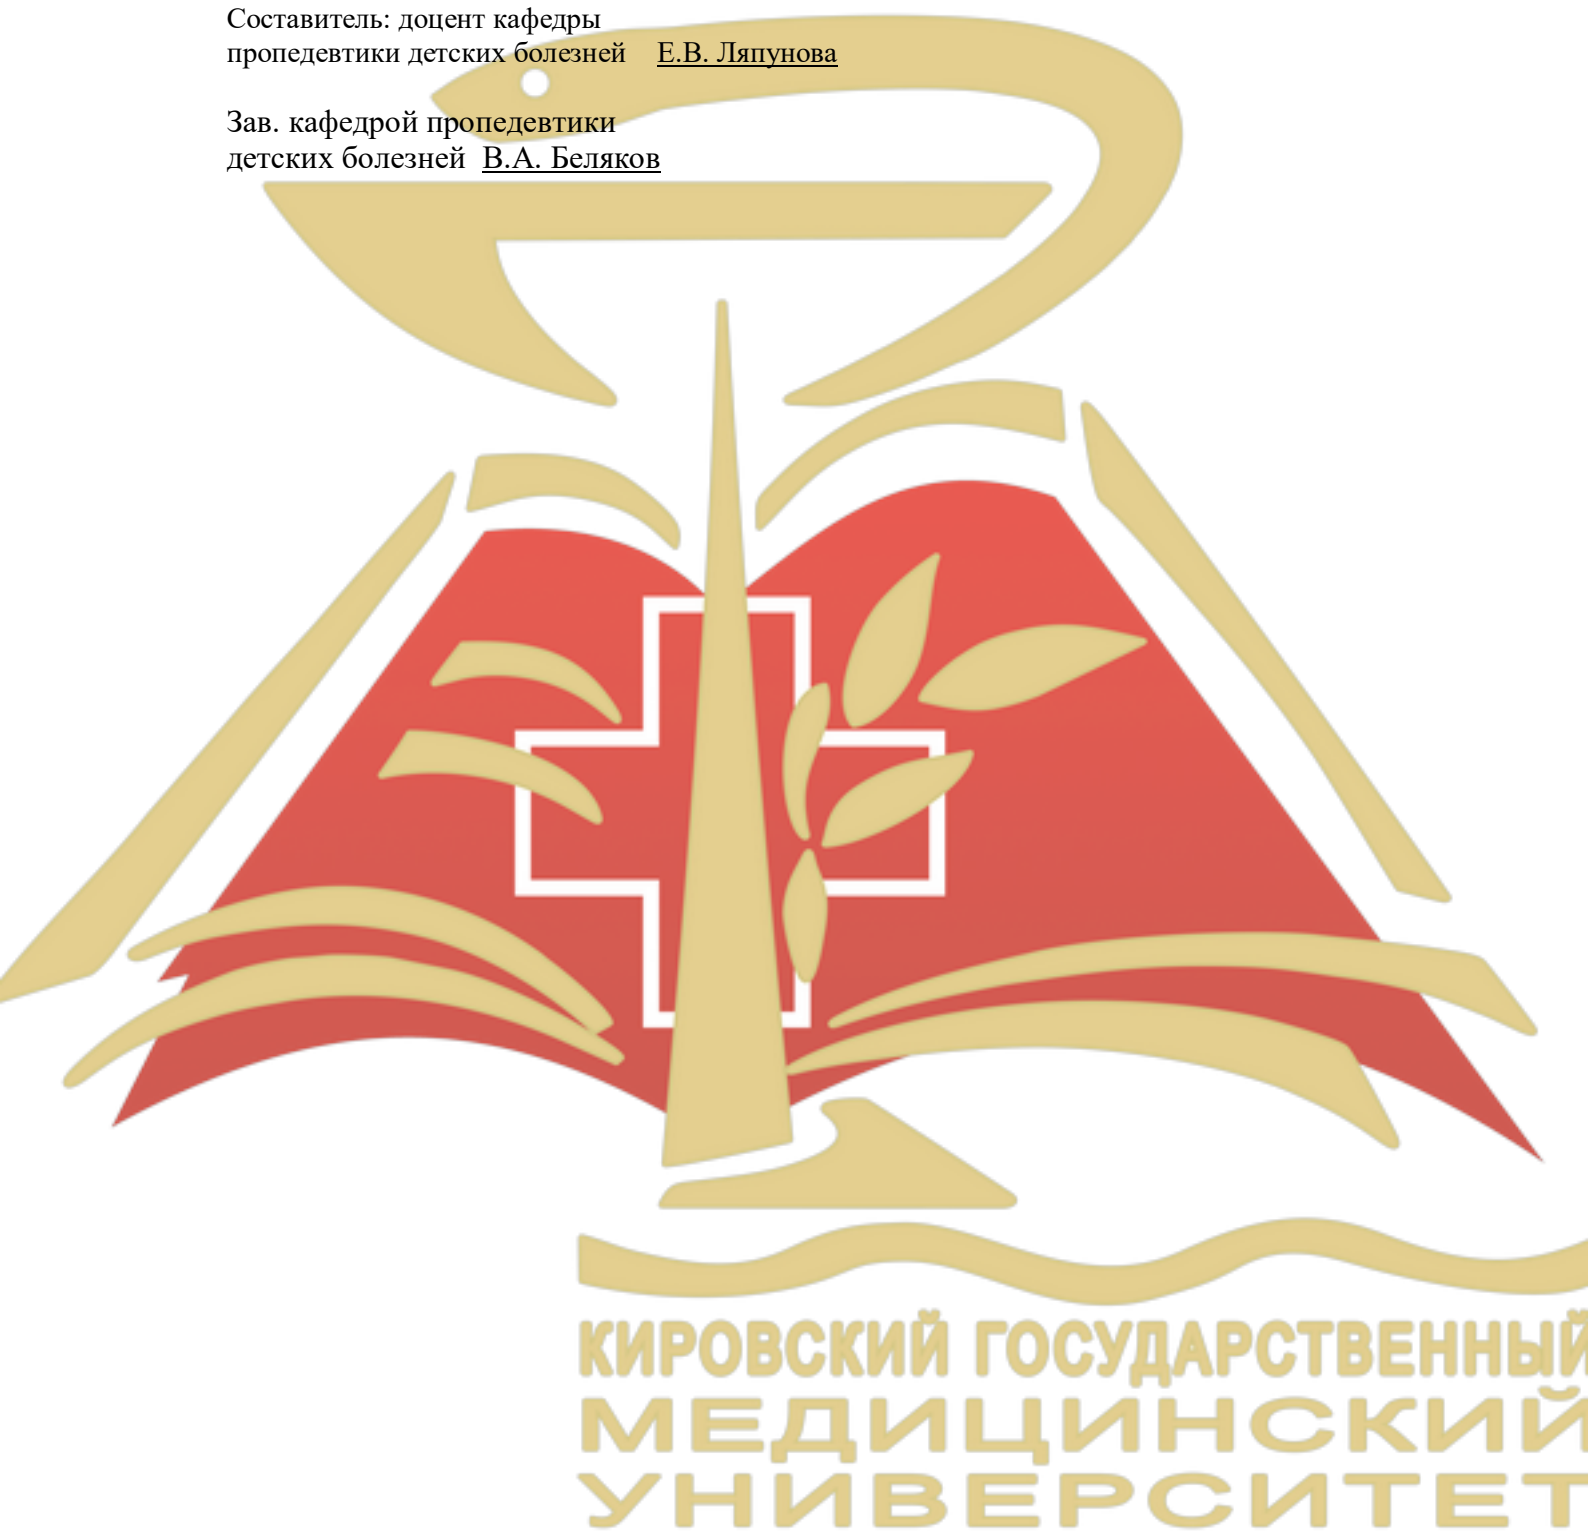 Составитель: доцент кафедры
пропедевтики детских болезней Е.В. Ляпунова
Зав. кафедрой пропедевтики
детских болезней В.А. Беляков
КИРОВСКИЙ ГОСУДАРСТВЕННЫЙ
МЕДИЦИНСКИЙ
УНИВЕРСИТЕТ